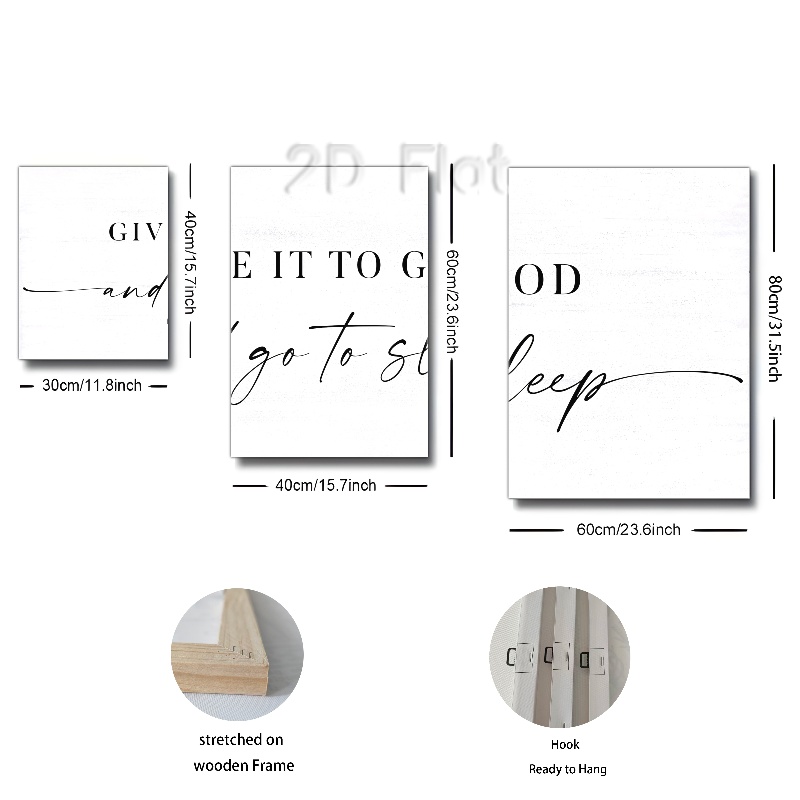 2D Flat
GIV
and
40cm/15.7inch
30cm/11.8inch
E IT TO G
go to sl
60cm/23.6inch
40cm/15.7inch
OD
leep
80cm/31.5inch
60cm/23.6inch
stretched on
wooden Frame
Hook
Ready to Hang